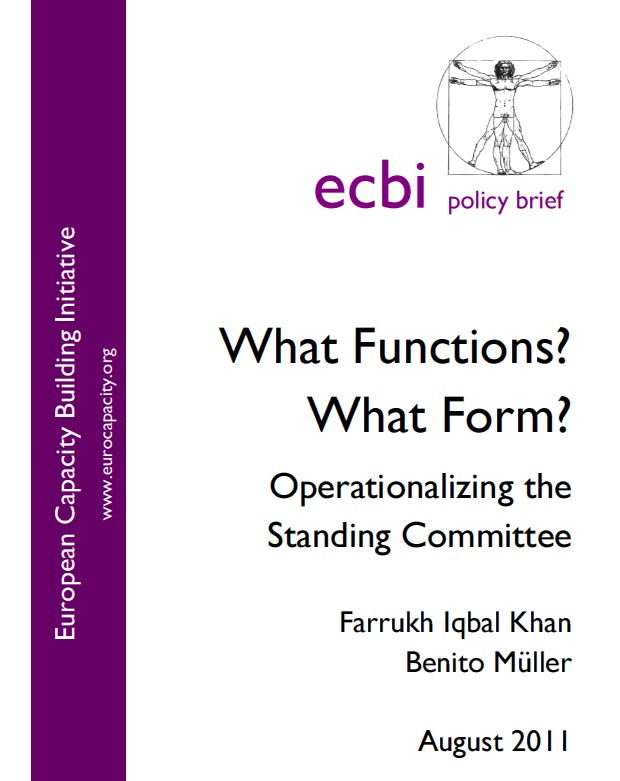 European Capacity Building Initiative
www.eurocapacity.org
ecbi policy brief
What Functions?
What Form?
Operationalizing the
Standing Committee
Farrukh Iqbal Khan
Benito Müller
August 2011